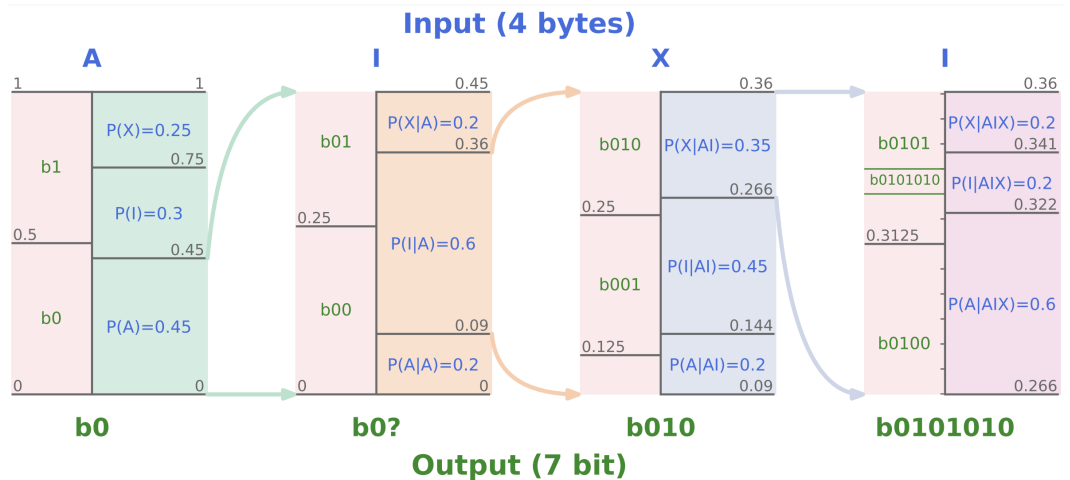 Input (4 bytes)
A
I
X
I
1
1
P(X)=0.25
0.75
b1
P(I)=0.3
0.5
0.45
b0
P(A)=0.45
0
0
0.45
P(X|A)=0.2
b01
0.36
0.25
P(I|A)=0.6
b00
0.09
P(A|A)=0.2
0
0
0.36
b010
P(X|AI)=0.35
0.266
0.25
P(I|AI)=0.45
b001
0.144
0.125
P(A|AI)=0.2
0.09
0.36
P(X|AIX)=0.2
b0101
0.341
b0101010
P(I|AIX)=0.2
0.322
0.3125
P(A|AIX)=0.6
b0100
0.266
b0
b0?
b010
b0101010
Output (7 bit)